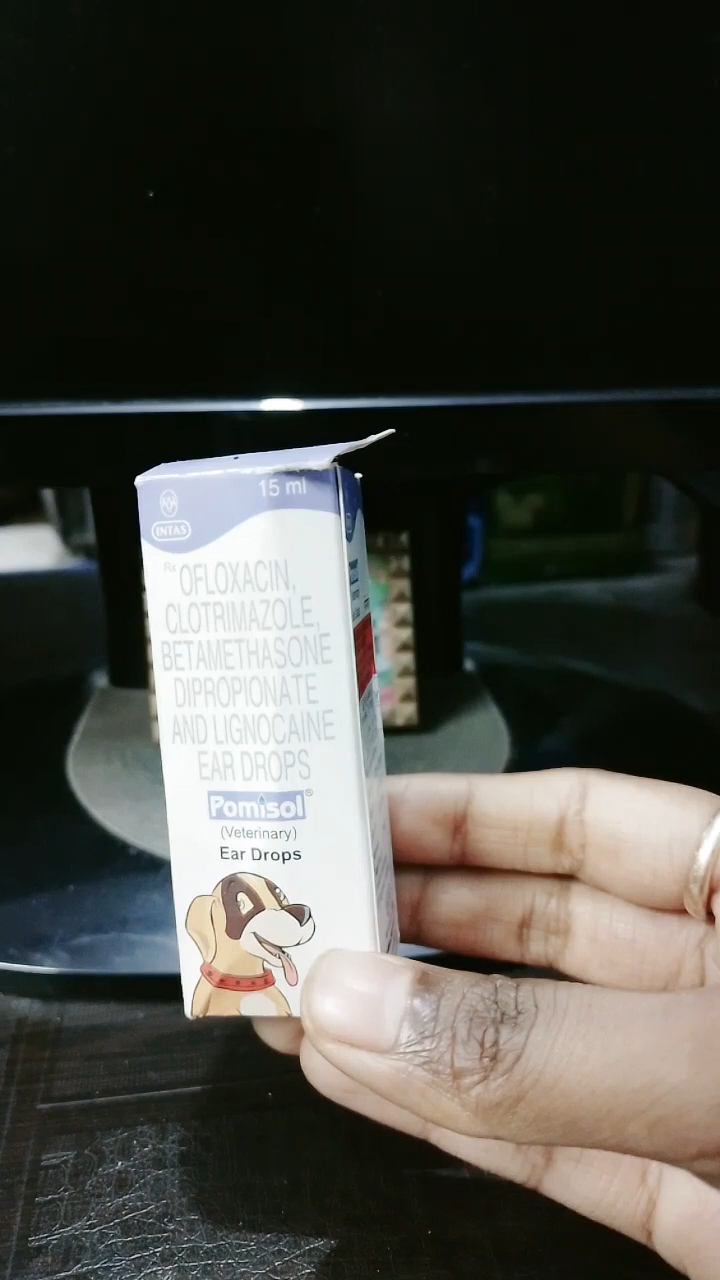 15 ml
INTAS
Rx OFLOXACIN,
CLOTRIMAZOLE,
BETAMETHASONE
DIPROPIONATE
AND LIGNOCAINE
EAR DROPS
Pomisol®
(Veterinary)
Ear Drops